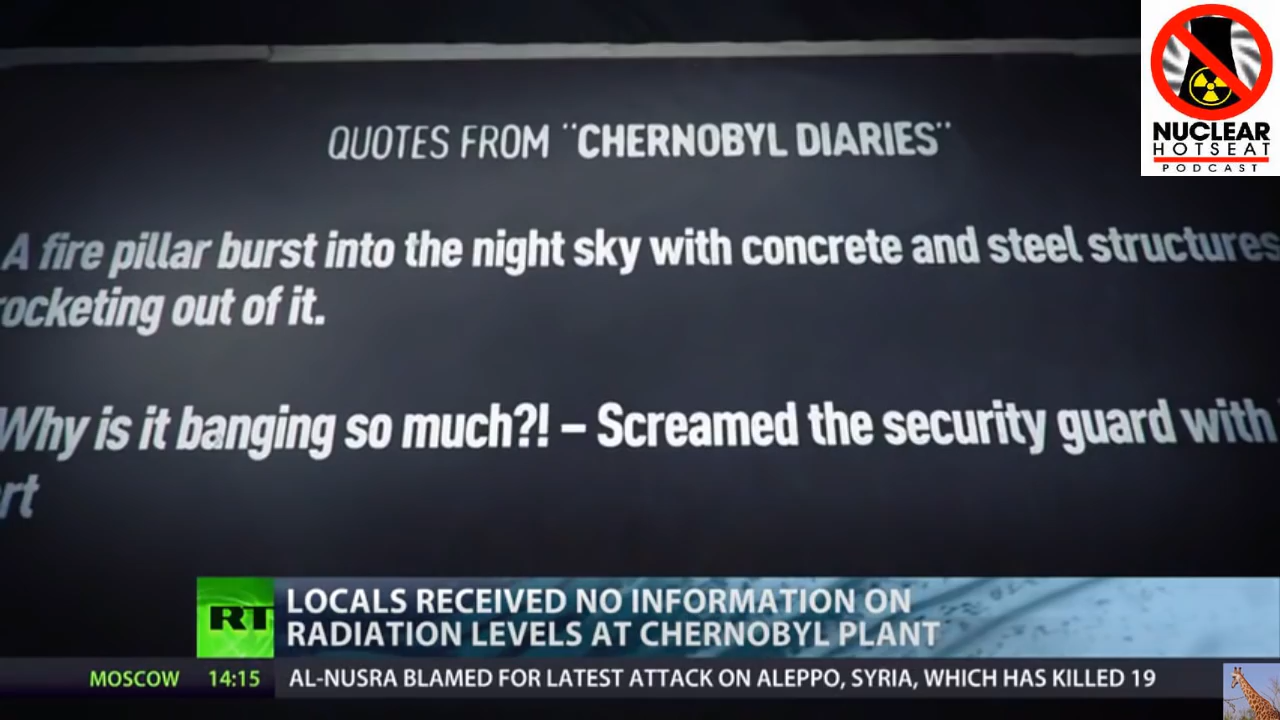 NUCLEAR
HOTSEAT
PODCAST
QUOTES FROM "CHERNOBYL DIARIES"
A fire pillar burst into the night sky with concrete and steel structures
ocketing out of it.
Why is it banging so much?! – Screamed the security guard with
rt
RT
LOCALS RECEIVED NO INFORMATION ON
RADIATION LEVELS AT CHERNOBYL PLANT
MOSCOW 14:15 AL-NUSRA BLAMED FOR LATEST ATTACK ON ALEPPO, SYRIA, WHICH HAS KILLED 19